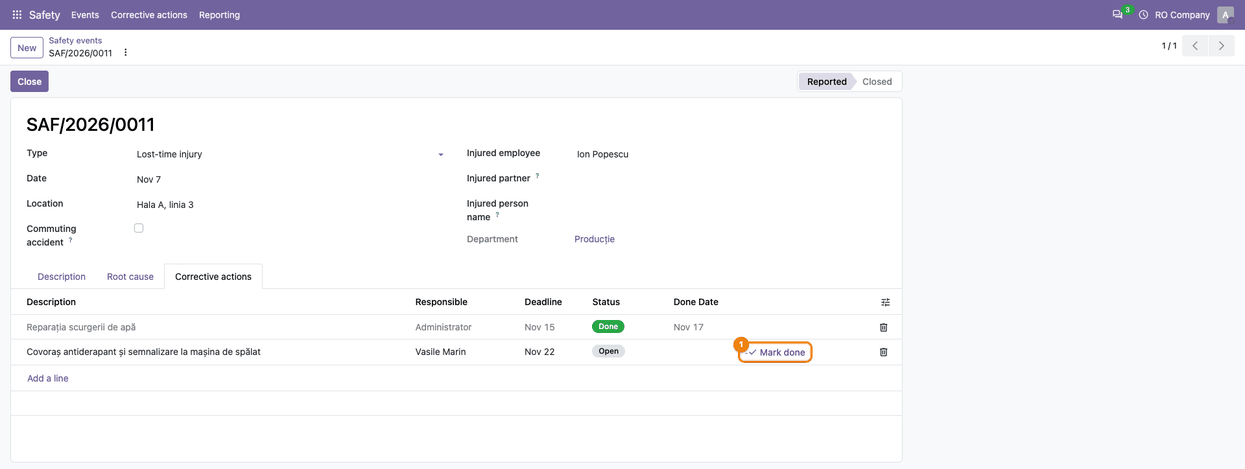 Safety Events Corrective actions Reporting 3 RO Company A
New Safety events
SAF/2026/0011
1 / 1
Close Reported Closed
SAF/2026/0011
Type Lost-time injury Injured employee Ion Popescu
Date Nov 7 Injured partner ?
Location Hala A, linia 3 Injured person
name ?
Commuting
accident ? Department Producție
Description Root cause Corrective actions
Description Responsible Deadline Status Done Date
Reparația scurgerii de apă Administrator Nov 15 Done Nov 17
Covoraș antiderapant și semnalizare la mașina de spălat Vasile Marin Nov 22 Open 1 Mark done
Add a line